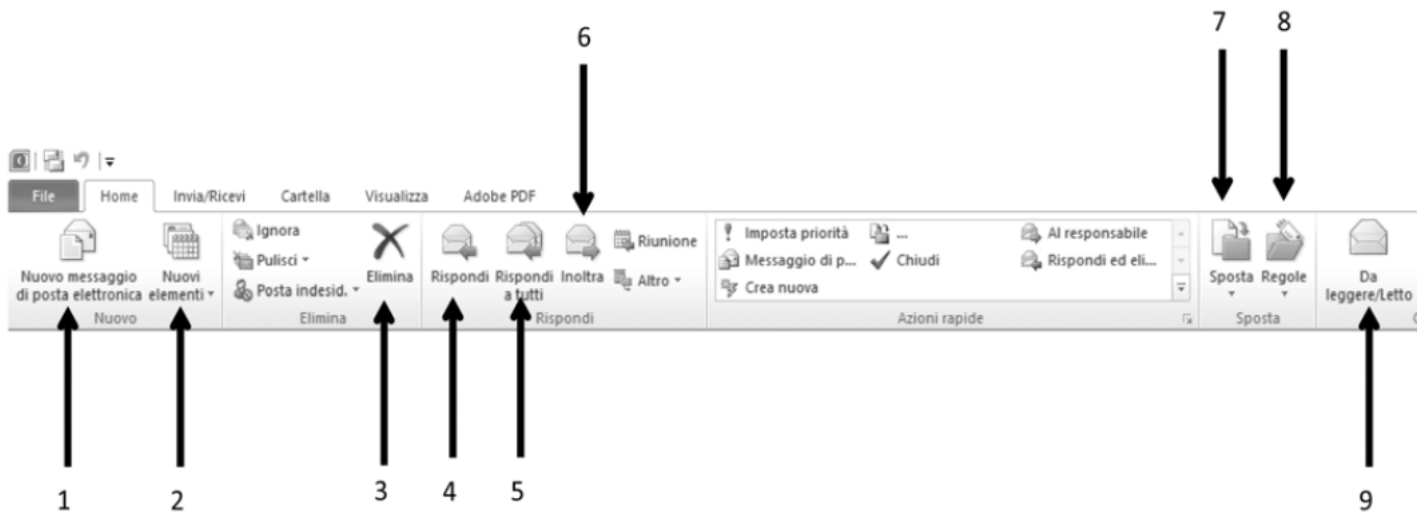 7 8
6
File Home Invia/Ricevi Cartella Visualizza Adobe PDF
Nuovo messaggio
di posta elettronica
Nuovi
elementi
Nuovo
Ignora
Pulisci
Posta indesid.
Elimina
Elimina
Rispondi
Rispondi
a tutti
Inoltra
Riunione
Altro
Rispondi
Imposta priorità
Messaggio di p...
Crea nuova
...
Chiudi
Al responsabile
Rispondi ed eli...
Azioni rapide
Sposta
Regole
Sposta
Da
leggere/Letto
1 2 3 4 5 9